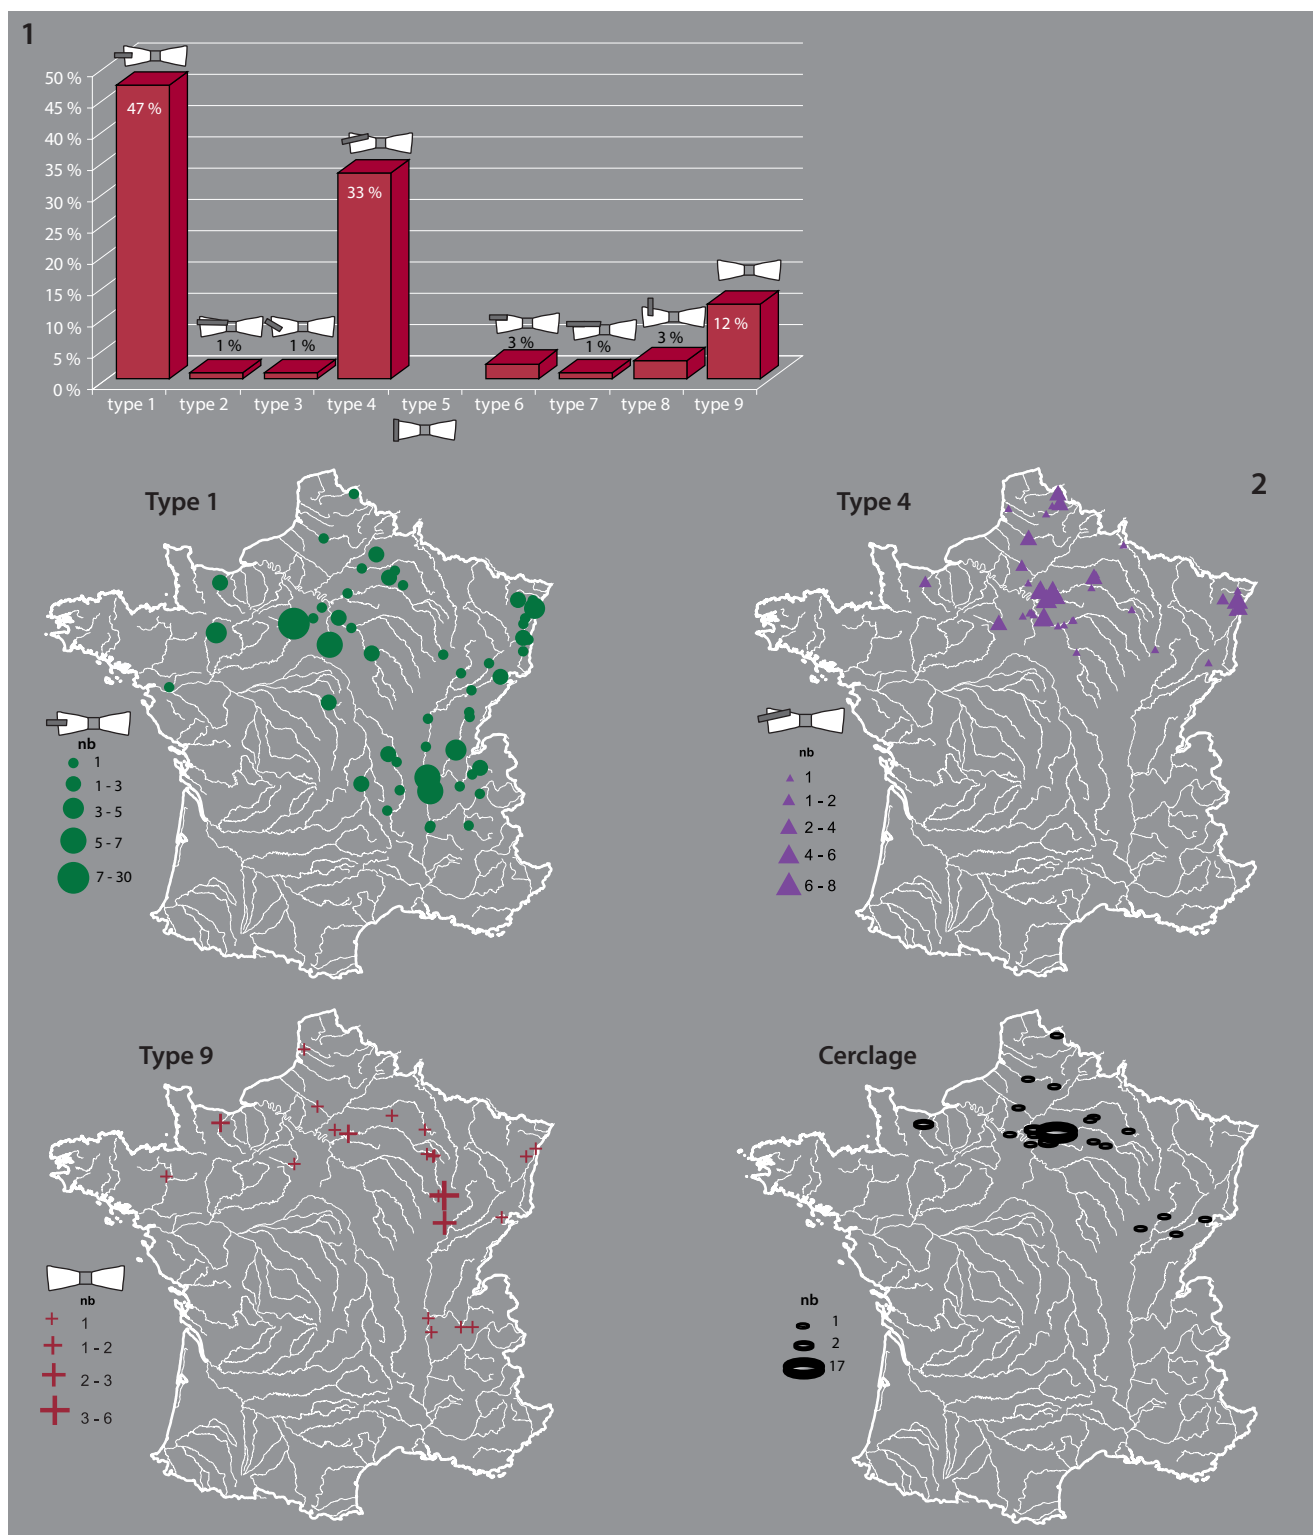 1
50 %
45 %
40 %
35 %
30 %
25 %
20 %
15 %
10 %
5 %
0 %
47 %
1 %
1 %
33 %
3 %
1 %
3 %
12 %
type 1 type 2 type 3 type 4 type 5 type 6 type 7 type 8 type 9
2
Type 1
nb
1
1 - 3
3 - 5
5 - 7
7 - 30
Type 4
nb
1
1 - 2
2 - 4
4 - 6
6 - 8
Type 9
nb
1
1 - 2
2 - 3
3 - 6
Cerclage
nb
1
2
17